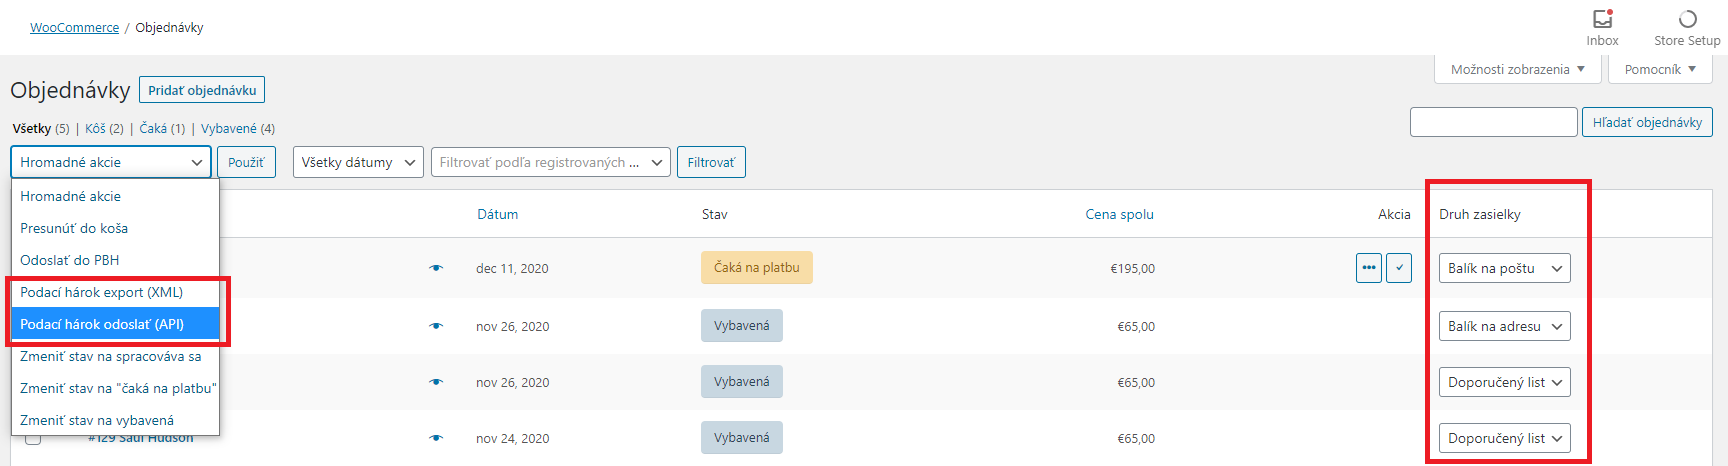 WooCommerce / Objednávky
Inbox
Store Setup
Možnosti zobrazenia
Pomocník
Objednávky
Pridať objednávku
Všetky (5) | Kôš (2) | Čaká (1) | Vybavené (4)
Hľadať objednávky
Hromadné akcie
Použiť
Všetky dátumy
Filtrovať podľa registrovaných ...
Filtrovať
Hromadné akcie
Presunúť do koša
Odoslať do PBH
Podací hárok export (XML)
Podací hárok odoslať (API)
Zmeniť stav na spracováva sa
Zmeniť stav na "čaká na platbu"
Zmeniť stav na vybavená
Dátum
Stav
Cena spolu
Akcia
Druh zasielky
dec 11, 2020
Čaká na platbu
€195,00
Balík na poštu
nov 26, 2020
Vybavená
€65,00
Balík na adresu
nov 26, 2020
Vybavená
€65,00
Doporučený list
#129 Saul Hudson
nov 24, 2020
Vybavená
€65,00
Doporučený list